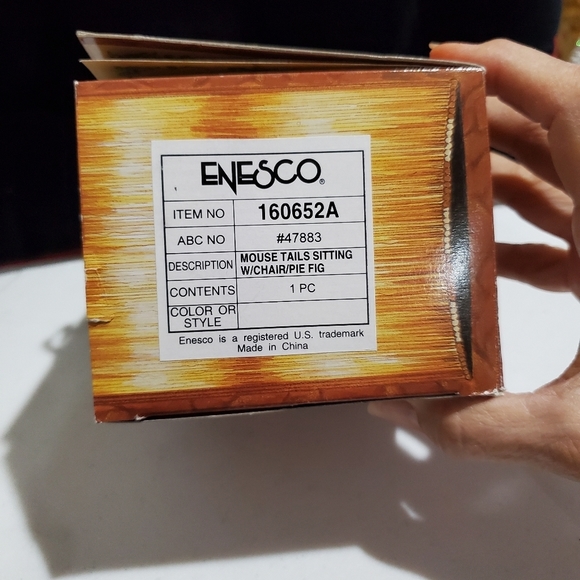 ENESCO®
ITEM NO 160652A
ABC NO #47883
DESCRIPTION MOUSE TAILS SITTING
W/CHAIR/PIE FIG
CONTENTS 1 PC
COLOR OR
STYLE
Enesco is a registered U.S. trademark
Made in China